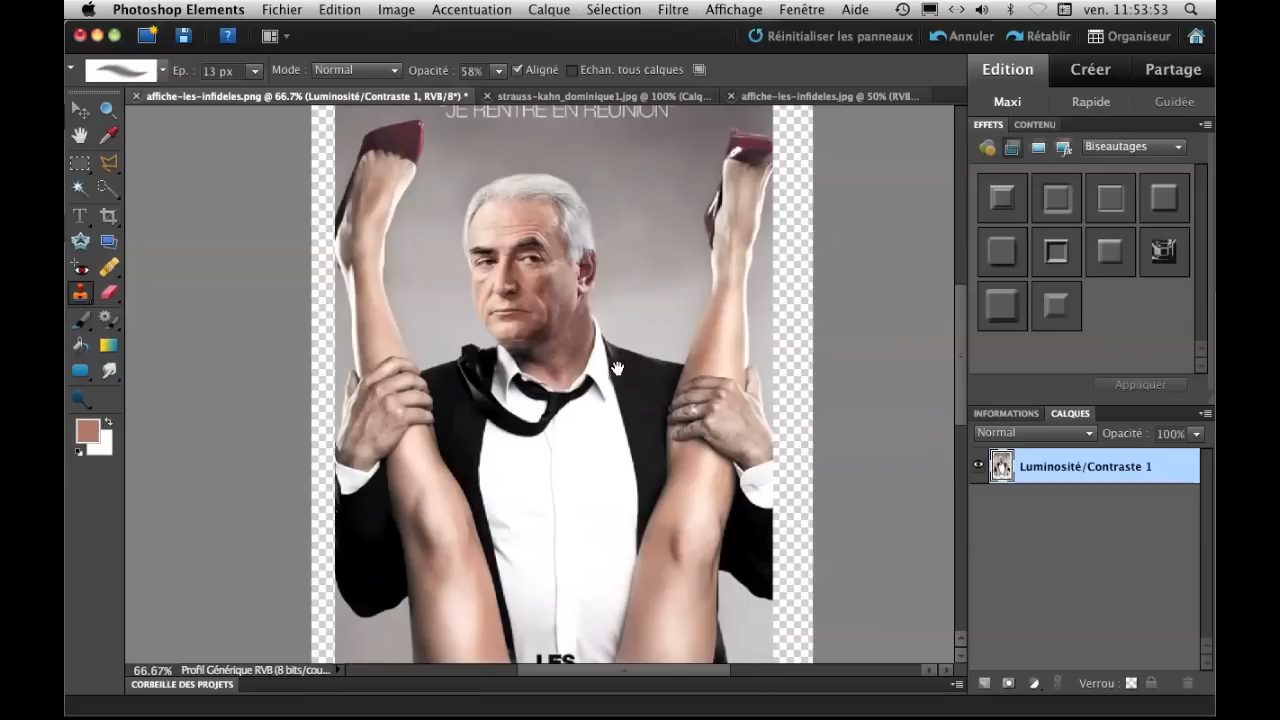 Photoshop Elements Fichier Edition Image Accentuation Calque Sélection Filtre Affichage Fenêtre Aide ven. 11:53:53
Réinitialiser les panneaux Annuler Rétablir Organiseur
Ep. : 13 px Mode : Normal Opacité : 58% Aligné Echan. tous calques
Edition Créer Partage
affiche-les-infideles.png @ 66.7% (Luminosité/Contraste 1, RVB/8*) * strauss-kahn_dominique1.jpg @ 100% (Calq... affiche-les-infideles.jpg @ 50% (RVB...
Maxi Rapide Guidée
JE RENTRE EN RÉUNION
EFFETS CONTENU
Biseautages
Appliquer
INFORMATIONS CALQUES
Normal Opacité : 100%
Luminosité/Contraste 1
LES
66.67% Profil Générique RVB (8 bits/cou...
Verrou :
CORBEILLE DES PROJETS